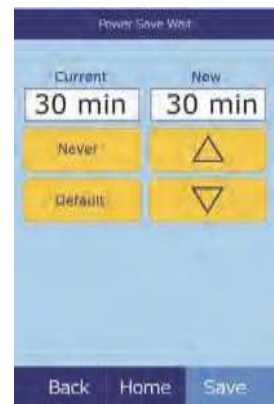 Power Save Wait
Current New
30 min 30 min
Never
Default
Back Home Save